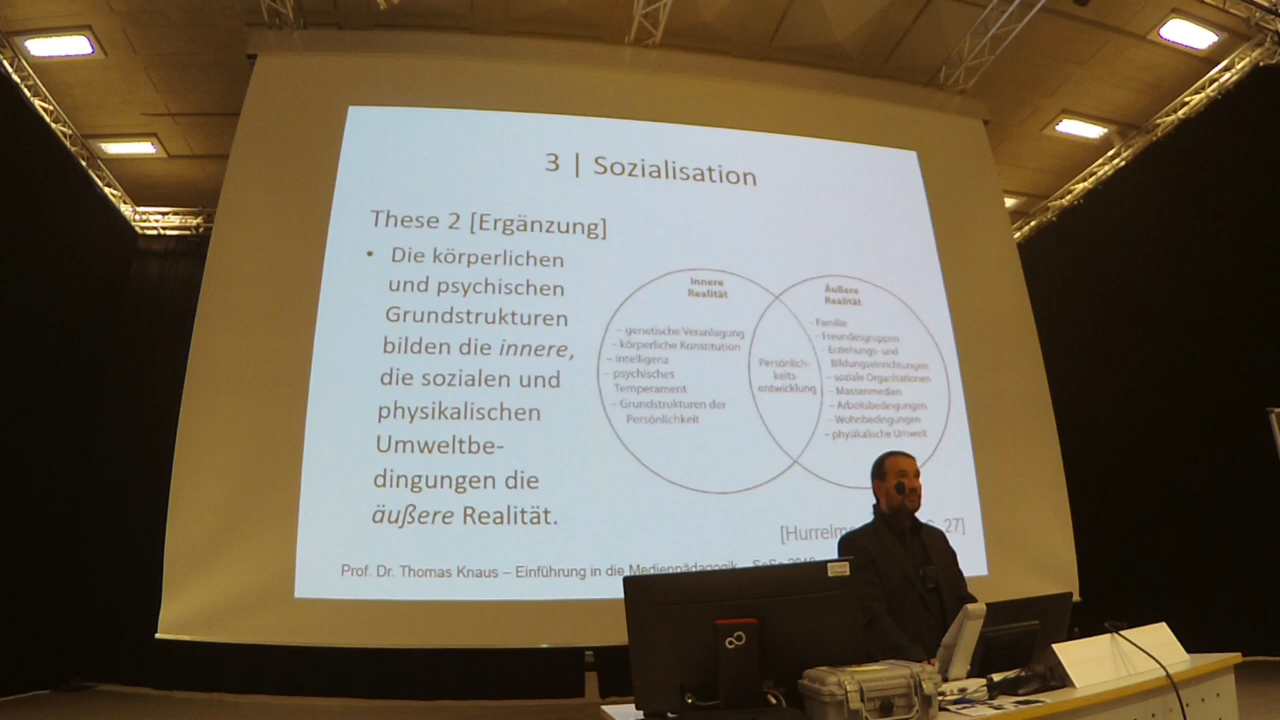 3 | Sozialisation
These 2 [Ergänzung]
• Die körperlichen
und psychischen
Grundstrukturen
bilden die innere,
die sozialen und
physikalischen
Umweltbe-
dingungen die
äußere Realität.
Innere
Realität
– genetische Veranlagung
– körperliche Konstitution
– Intelligenz
– psychisches
Temperament
– Grundstrukturen der
Persönlichkeit
Persönlich-
keits
entwicklung
Äußere
Realität
– Familie
– Freundesgruppen
– Erziehungs- und
Bildungseinrichtungen
– soziale Organisationen
– Massenmedien
– Arbeitsbedingungen
– Wohnbedingungen
– physikalische Umwelt
27]
Prof. Dr. Thomas Knaus – Einführung in die Medienpädagogik – SoSe